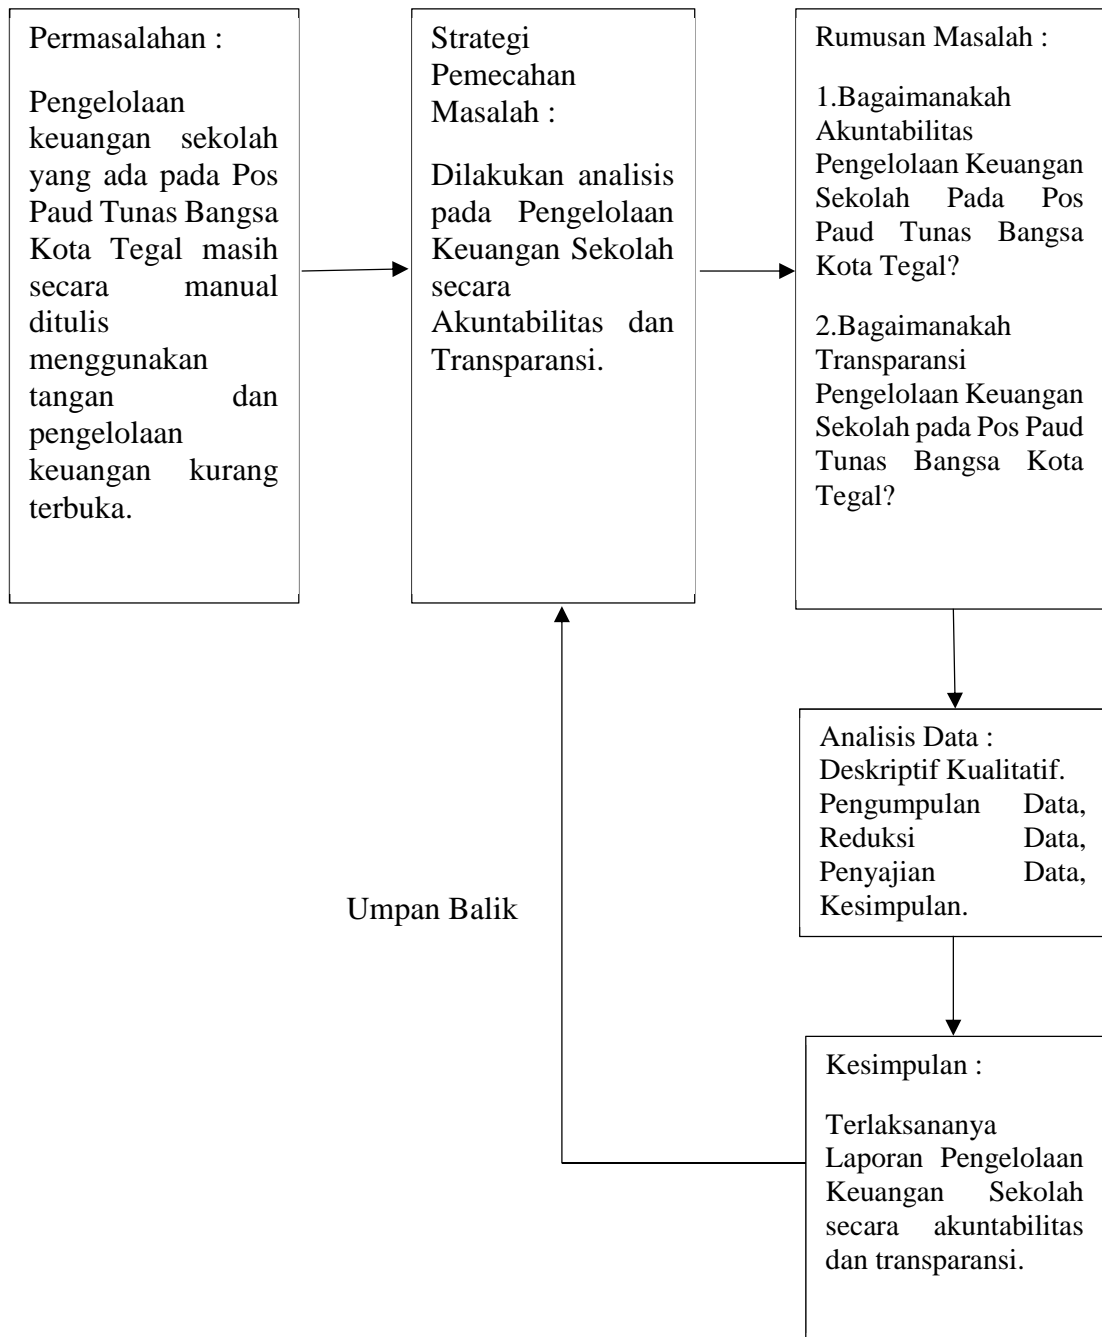 Permasalahan :
Pengelolaan
keuangan sekolah
yang ada pada Pos
Paud Tunas Bangsa
Kota Tegal masih
secara manual
ditulis
menggunakan
tangan dan
pengelolaan
keuangan kurang
terbuka.
Strategi
Pemecahan
Masalah :
Dilakukan analisis
pada Pengelolaan
Keuangan Sekolah
secara
Akuntabilitas dan
Transparansi.
Rumusan Masalah :
1.Bagaimanakah
Akuntabilitas
Pengelolaan Keuangan
Sekolah Pada Pos
Paud Tunas Bangsa
Kota Tegal?
2.Bagaimanakah
Transparansi
Pengelolaan Keuangan
Sekolah pada Pos Paud
Tunas Bangsa Kota
Tegal?
Analisis Data :
Deskriptif Kualitatif.
Pengumpulan Data,
Reduksi Data,
Penyajian Data,
Kesimpulan.
Umpan Balik
Kesimpulan :
Terlaksananya
Laporan Pengelolaan
Keuangan Sekolah
secara akuntabilitas
dan transparansi.